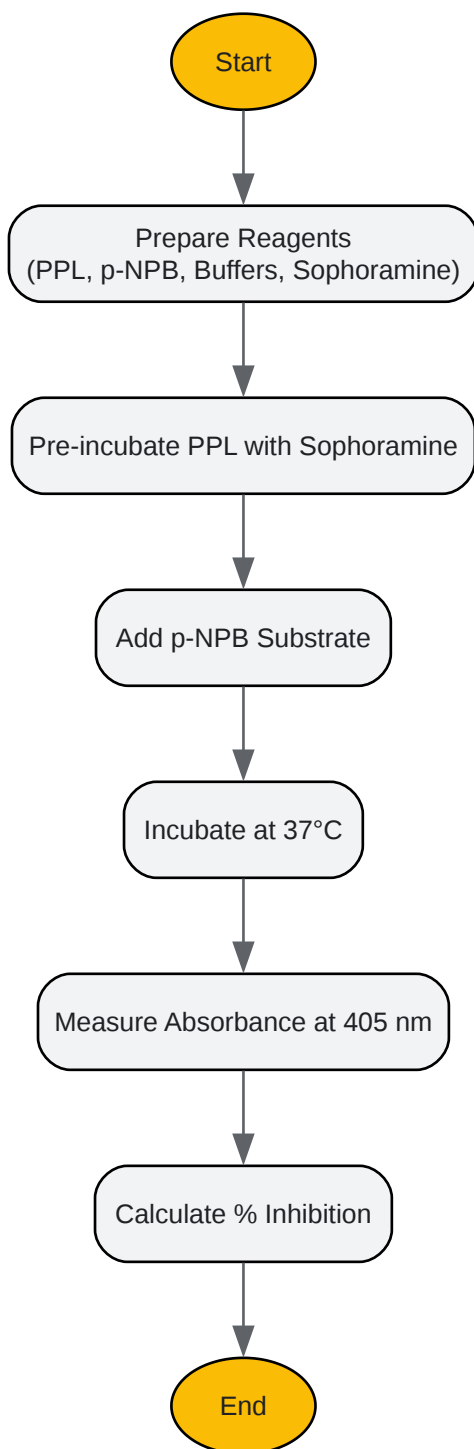 Start
Prepare Reagents
(PPL, p-NPB, Buffers, Sophoramine)
Pre-incubate PPL with Sophoramine
Add p-NPB Substrate
Incubate at 37°C
Measure Absorbance at 405 nm
Calculate % Inhibition
End